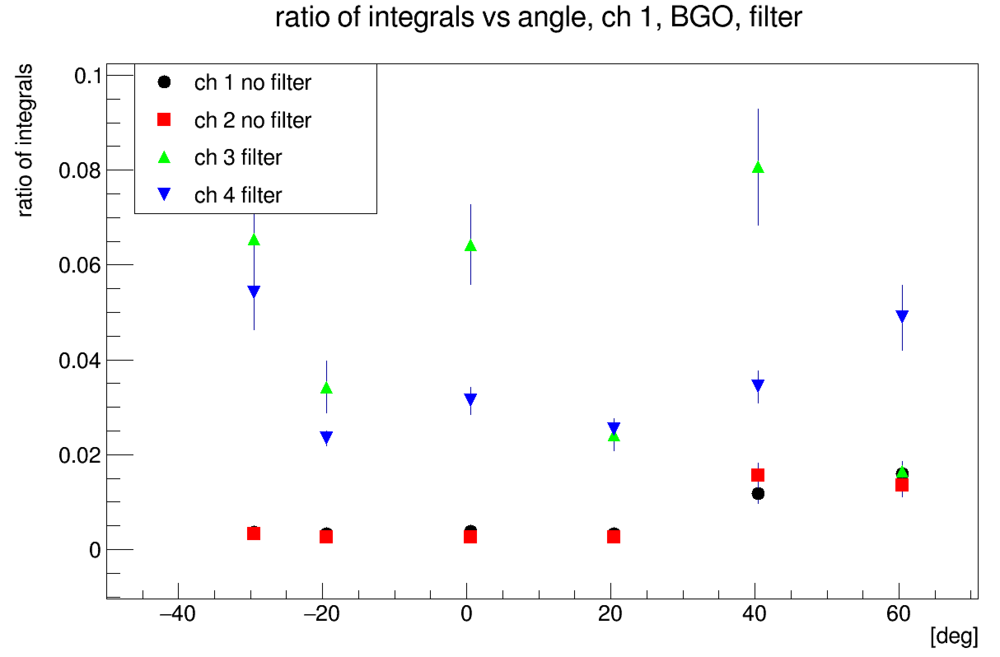 ratio of integrals vs angle, ch 1, BGO, filter
ratio of integrals
0.1
0.08
0.06
0.04
0.02
0
ch 1 no filter
ch 2 no filter
ch 3 filter
ch 4 filter
−40
−20
0
20
40
60
[deg]